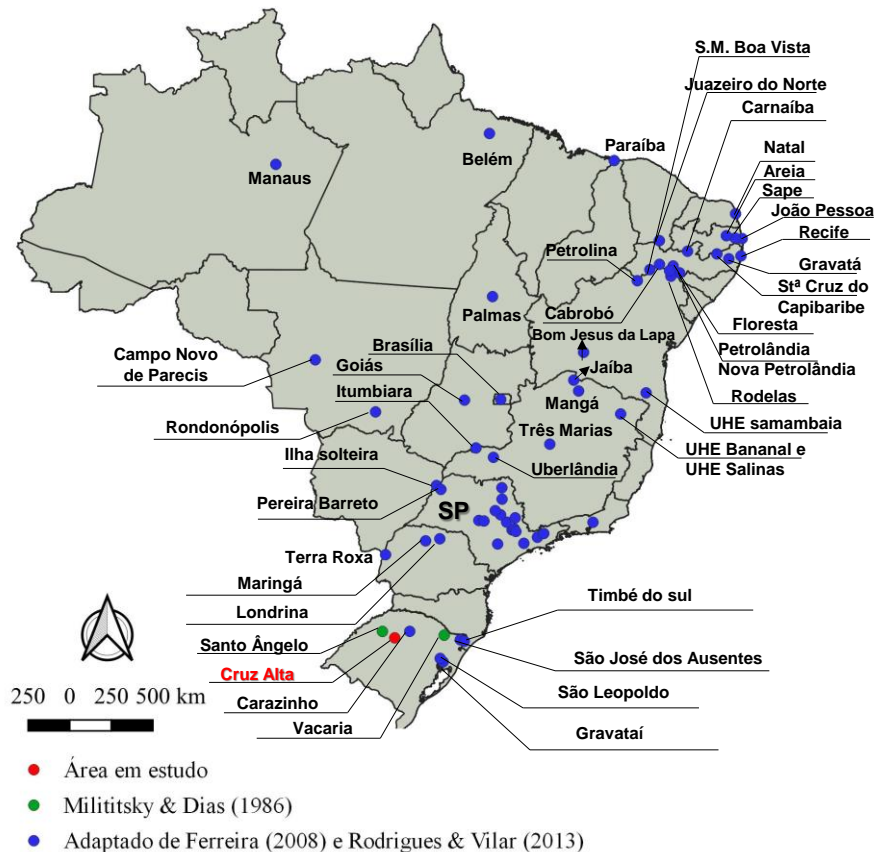 S.M. Boa Vista
Juazeiro do Norte
Carnaíba
Natal
Areia
Sape
João Pessoa
Recife
Gravatá
Stª Cruz do
Capibaribe
Floresta
Petrolândia
Nova Petrolândia
Rodelas
Belém
Paraíba
Manaus
Petrolina
Cabrobó
Palmas
Bom Jesus da Lapa
Brasília
Jaíba
Campo Novo
de Parecis
Goiás
Itumbiara
Mangá
UHE samambaia
Rondonópolis
Três Marias
UHE Bananal e
UHE Salinas
Ilha solteira
Uberlândia
Pereira Barreto
SP
Terra Roxa
Maringá
Londrina
Timbé do sul
Santo Ângelo
São José dos Ausentes
Cruz Alta
São Leopoldo
Carazinho
Vacaria
Gravataí
250 0 250 500 km
Área em estudo
Milititsky & Dias (1986)
Adaptado de Ferreira (2008) e Rodrigues & Vilar (2013)